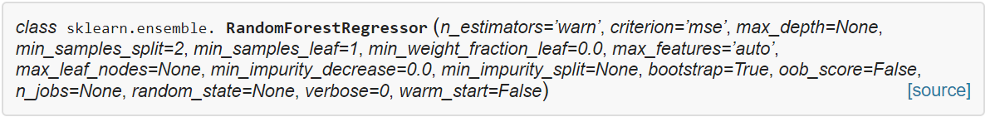 class sklearn.ensemble. RandomForestRegressor (n_estimators=’warn’, criterion=’mse’, max_depth=None,
min_samples_split=2, min_samples_leaf=1, min_weight_fraction_leaf=0.0, max_features=’auto’,
max_leaf_nodes=None, min_impurity_decrease=0.0, min_impurity_split=None, bootstrap=True, oob_score=False,
n_jobs=None, random_state=None, verbose=0, warm_start=False) [source]